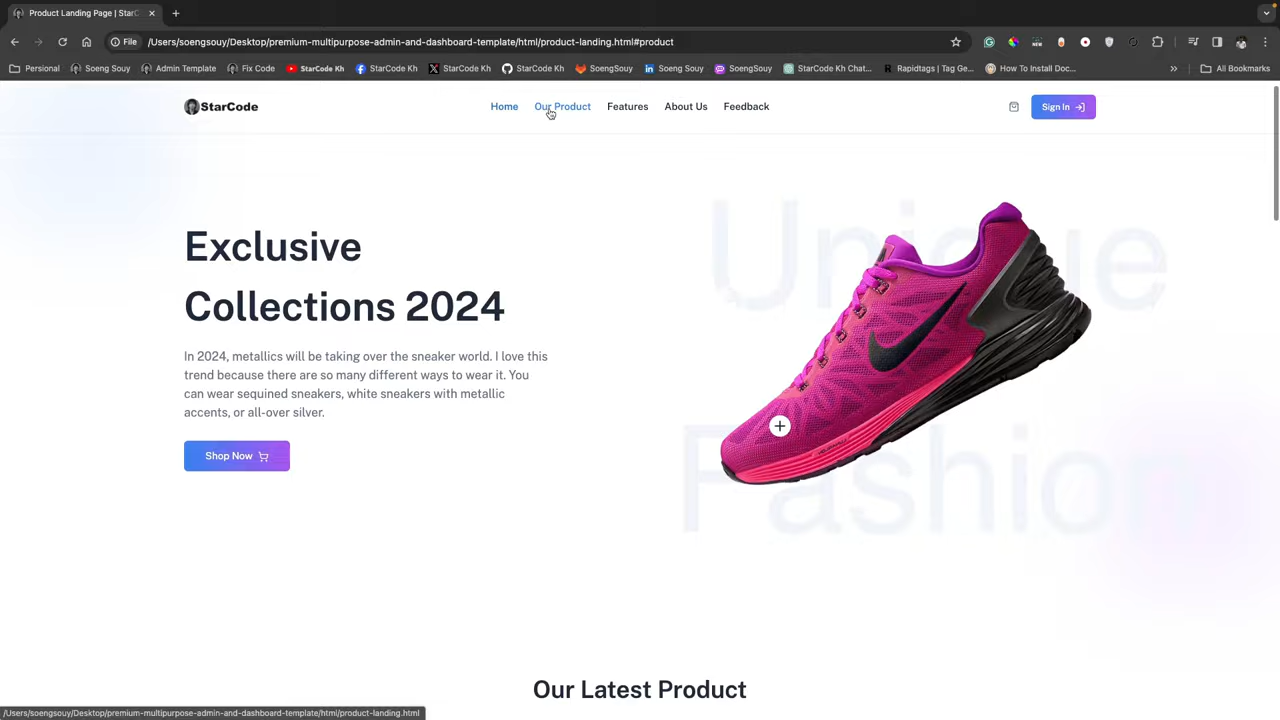 Product Landing Page | StarC
File
/Users/soengsouy/Desktop/premium-multipurpose-admin-and-dashboard-template/html/product-landing.html#product
NEW
Persional
Soeng Souy
Admin Template
Fix Code
StarCode Kh
StarCode Kh
StarCode Kh
StarCode Kh
SoengSouy
Soeng Souy
SoengSouy
StarCode Kh Chat...
Rapidtags | Tag Ge...
How To Install Doc...
»
All Bookmarks
StarCode
Home
Our Product
Features
About Us
Feedback
Sign In
Unique
Fashion
Exclusive
Collections 2024
In 2024, metallics will be taking over the sneaker world. I love this
trend because there are so many different ways to wear it. You
can wear sequined sneakers, white sneakers with metallic
accents, or all-over silver.
Shop Now
Our Latest Product
/Users/soengsouy/Desktop/premium-multipurpose-admin-and-dashboard-template/html/product-landing.html